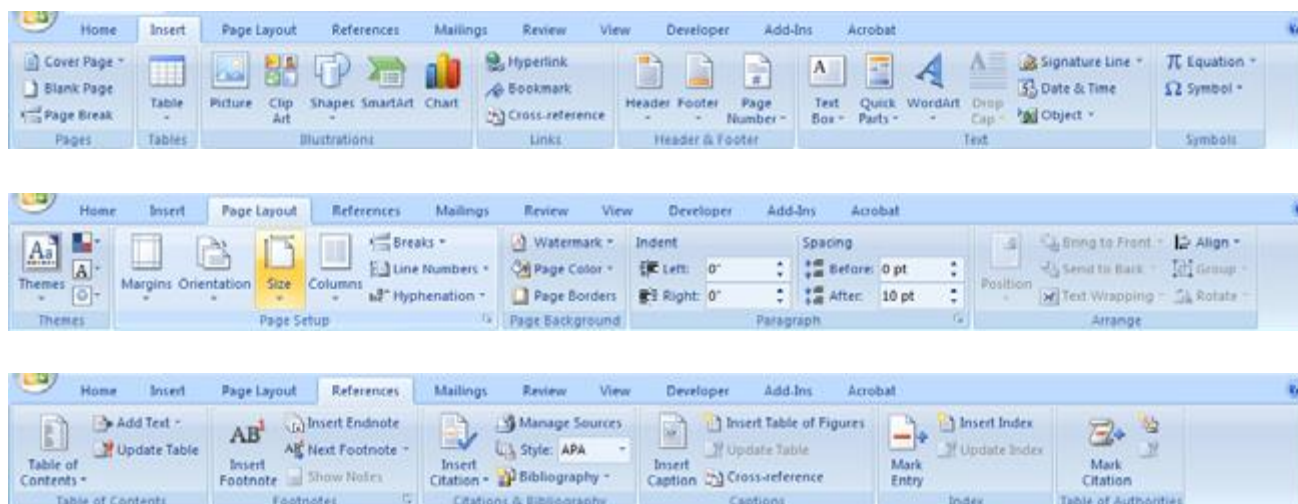 Home Insert Page Layout References Mailings Review View Developer Add-Ins Acrobat
Cover Page
Blank Page
Page Break
Pages
Table
Tables
Picture Clip Art Shapes SmartArt Chart
Illustrations
Hyperlink
Bookmark
Cross-reference
Links
Header Footer Page Number
Header & Footer
A
Text Box Quick Parts WordArt Drop Cap
Signature Line
Date & Time
Object
Text
π Equation
Ω Symbol
Symbols
Home Insert Page Layout References Mailings Review View Developer Add-Ins Acrobat
Aa
A
Themes
Themes
Margins Orientation Size Columns
Breaks
Line Numbers
Hyphenation
Page Setup
Watermark
Page Color
Page Borders
Page Background
Indent
Left: 0"
Right: 0"
Spacing
Before: 0 pt
After: 10 pt
Paragraph
Position
Bring to Front
Send to Back
Text Wrapping
Align
Group
Rotate
Arrange
Home Insert Page Layout References Mailings Review View Developer Add-Ins Acrobat
Table of Contents
Add Text
Update Table
Table of Contents
AB¹
Insert Footnote
Insert Endnote
Next Footnote
Show Notes
Footnotes
Insert Citation
Manage Sources
Style: APA
Bibliography
Citations & Bibliography
Insert Caption
Insert Table of Figures
Update Table
Cross-reference
Captions
Mark Entry
Insert Index
Update Index
Index
Mark Citation
Table of Authorities